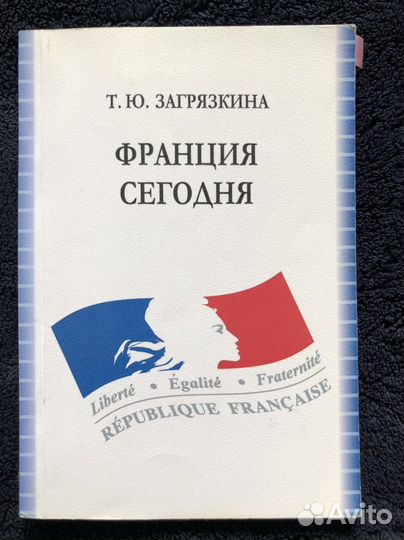 Т. Ю. ЗАГРЯЗКИНА
ФРАНЦИЯ
СЕГОДНЯ
Liberté • Égalité • Fraternité
RÉPUBLIQUE FRANÇAISE
Avito